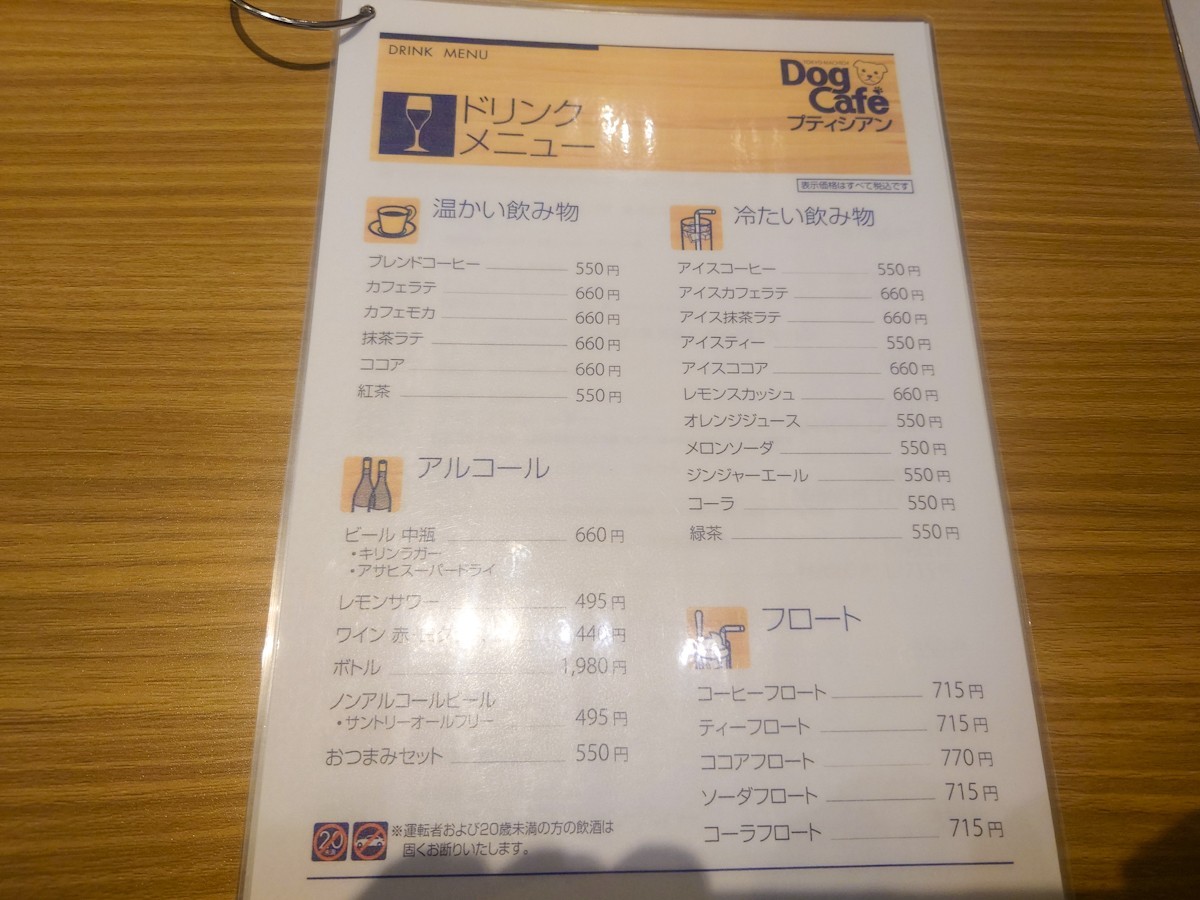 DRINK MENU
ドリンク
メニュー
Dog
Cafe
プティシアン
表示価格はすべて税込です
温かい飲み物
ブレンドコーヒー 550円
カフェラテ 660円
カフェモカ 660円
抹茶ラテ 660円
ココア 660円
紅茶 550円
アルコール
ビール 中瓶 660円
・キリンラガー
・アサヒスーパードライ
レモンサワー 495円
ワイン 赤 440円
ボトル 1,980円
ノンアルコールビール
・サントリーオールフリー 495円
おつまみセット 550円
20
※運転者および20歳未満の方の飲酒は
固くお断りいたします。
冷たい飲み物
アイスコーヒー 550円
アイスカフェラテ 660円
アイス抹茶ラテ 660円
アイスティー 550円
アイスココア 660円
レモンスカッシュ 660円
オレンジジュース 550円
メロンソーダ 550円
ジンジャーエール 550円
コーラ 550円
緑茶 550円
フロート
コーヒーフロート 715円
ティーフロート 715円
ココアフロート 770円
ソーダフロート 715円
コーラフロート 715円